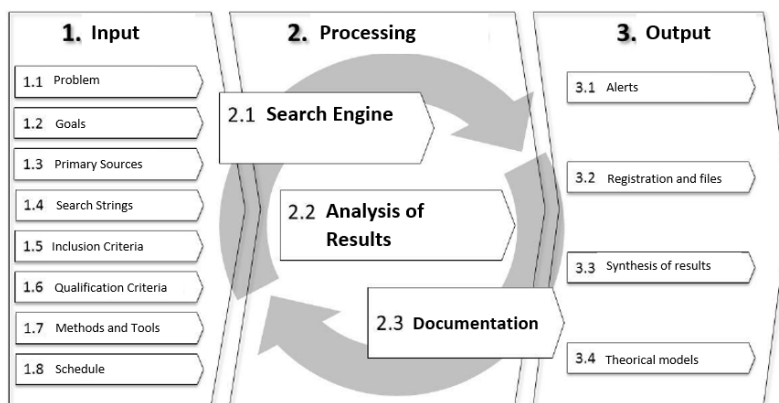 1. Input
1.1 Problem
1.2 Goals
1.3 Primary Sources
1.4 Search Strings
1.5 Inclusion Criteria
1.6 Qualification Criteria
1.7 Methods and Tools
1.8 Schedule
2. Processing
2.1 Search Engine
2.2 Analysis of
Results
2.3 Documentation
3. Output
3.1 Alerts
3.2 Registration and files
3.3 Synthesis of results
3.4 Theorical models